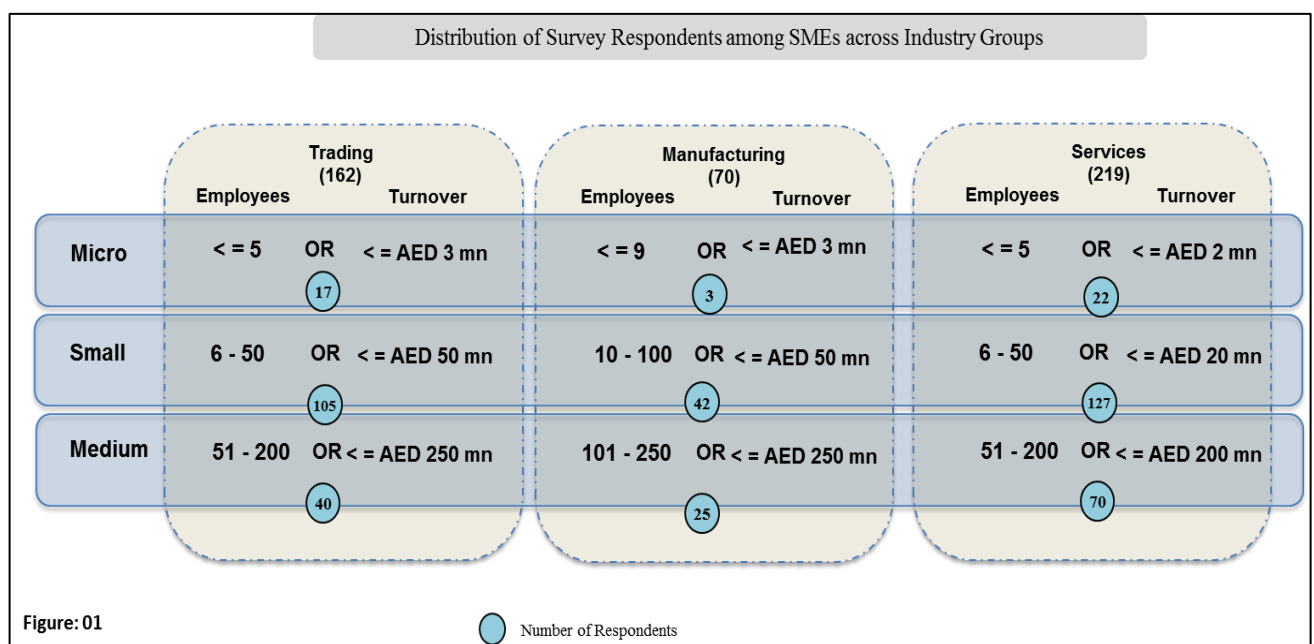 Distribution of Survey Respondents among SMEs across Industry Groups
Trading
(162)
Employees Turnover
Manufacturing
(70)
Employees Turnover
Services
(219)
Employees Turnover
Micro < = 5 OR < = AED 3 mn < = 9 OR < = AED 3 mn < = 5 OR < = AED 2 mn
17 3 22
Small 6 - 50 OR < = AED 50 mn 10 - 100 OR < = AED 50 mn 6 - 50 OR < = AED 20 mn
105 42 127
Medium 51 - 200 OR < = AED 250 mn 101 - 250 OR < = AED 250 mn 51 - 200 OR < = AED 200 mn
40 25 70
Figure: 01
Number of Respondents